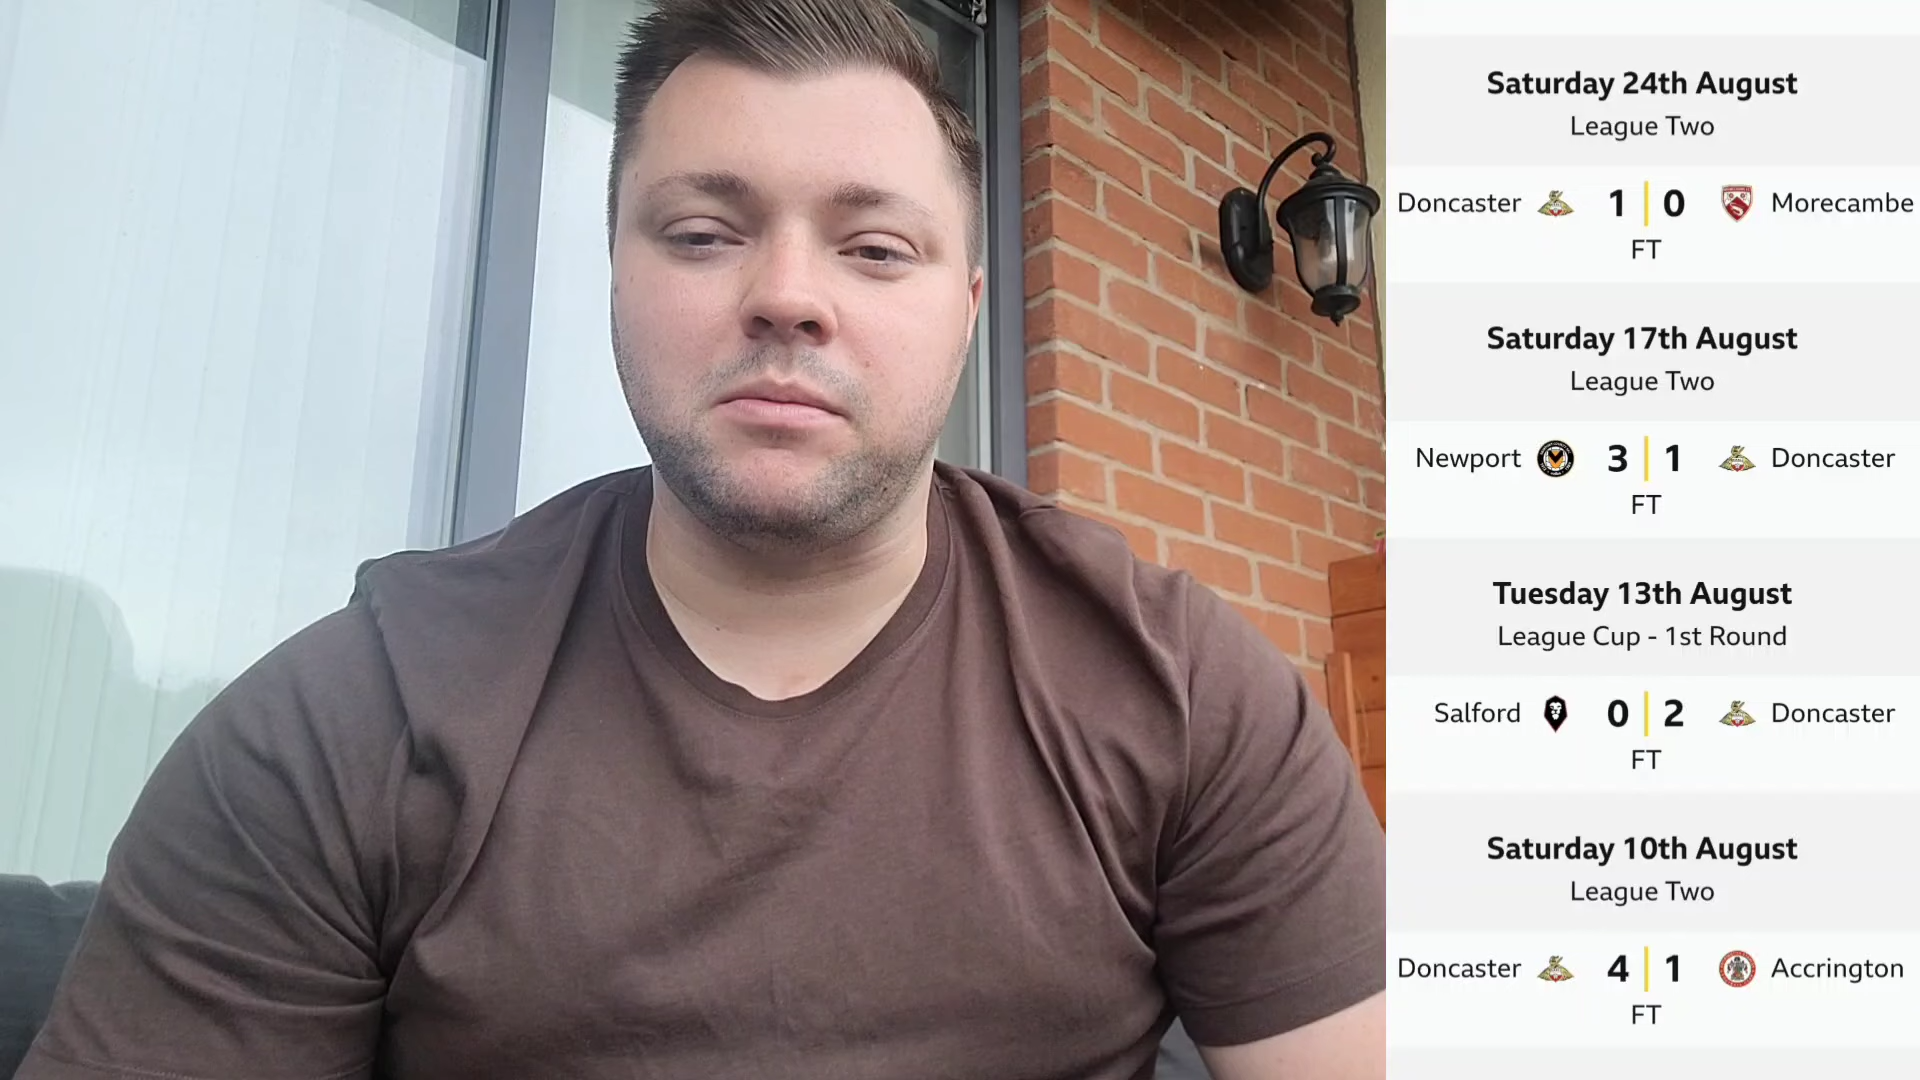 Saturday 24th August
League Two
Doncaster 1 0 Morecambe
FT
Saturday 17th August
League Two
Newport 3 1 Doncaster
FT
Tuesday 13th August
League Cup - 1st Round
Salford 0 2 Doncaster
FT
Saturday 10th August
League Two
Doncaster 4 1 Accrington
FT